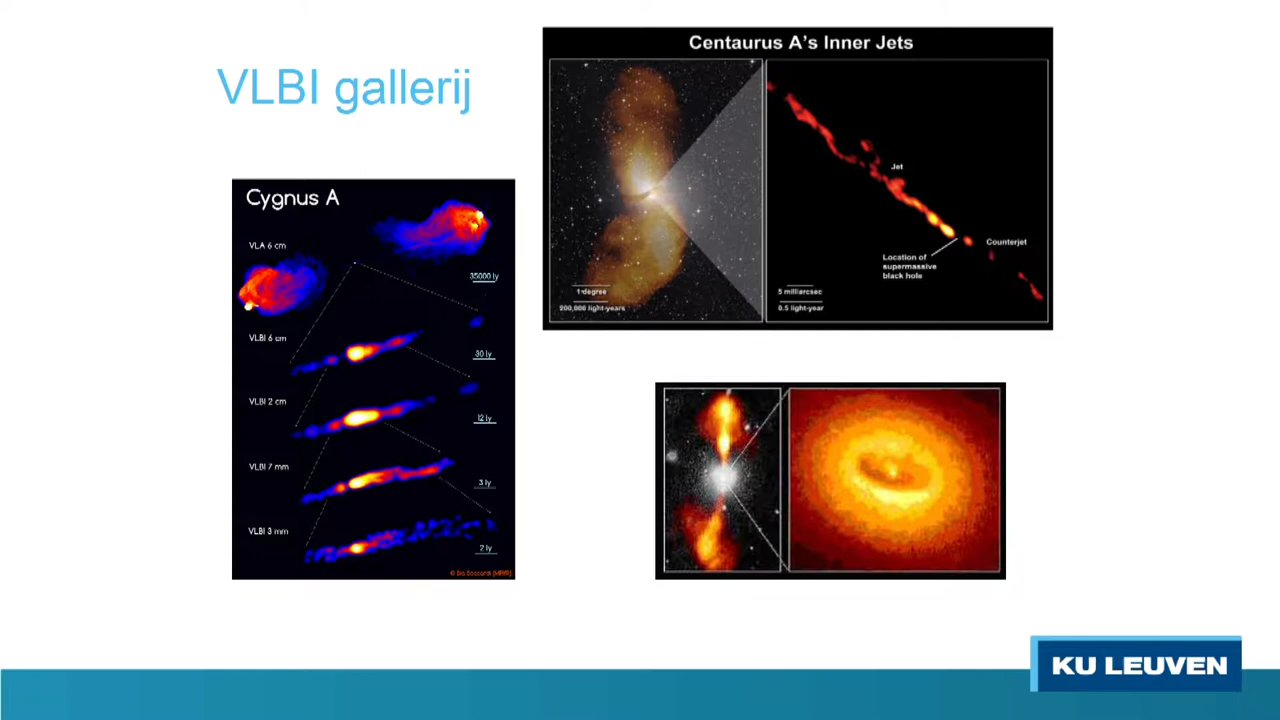 VLBI gallerij
Centaurus A's Inner Jets
Jet
Counterjet
Location of
supermassive
black hole
1 degree
200,000 light-years
5 milliarcsec
0.5 light-year
Cygnus A
VLA 6 cm
35000 ly
VLBI 6 cm
30 ly
VLBI 2 cm
12 ly
VLBI 7 mm
3 ly
VLBI 3 mm
2 ly
KU LEUVEN